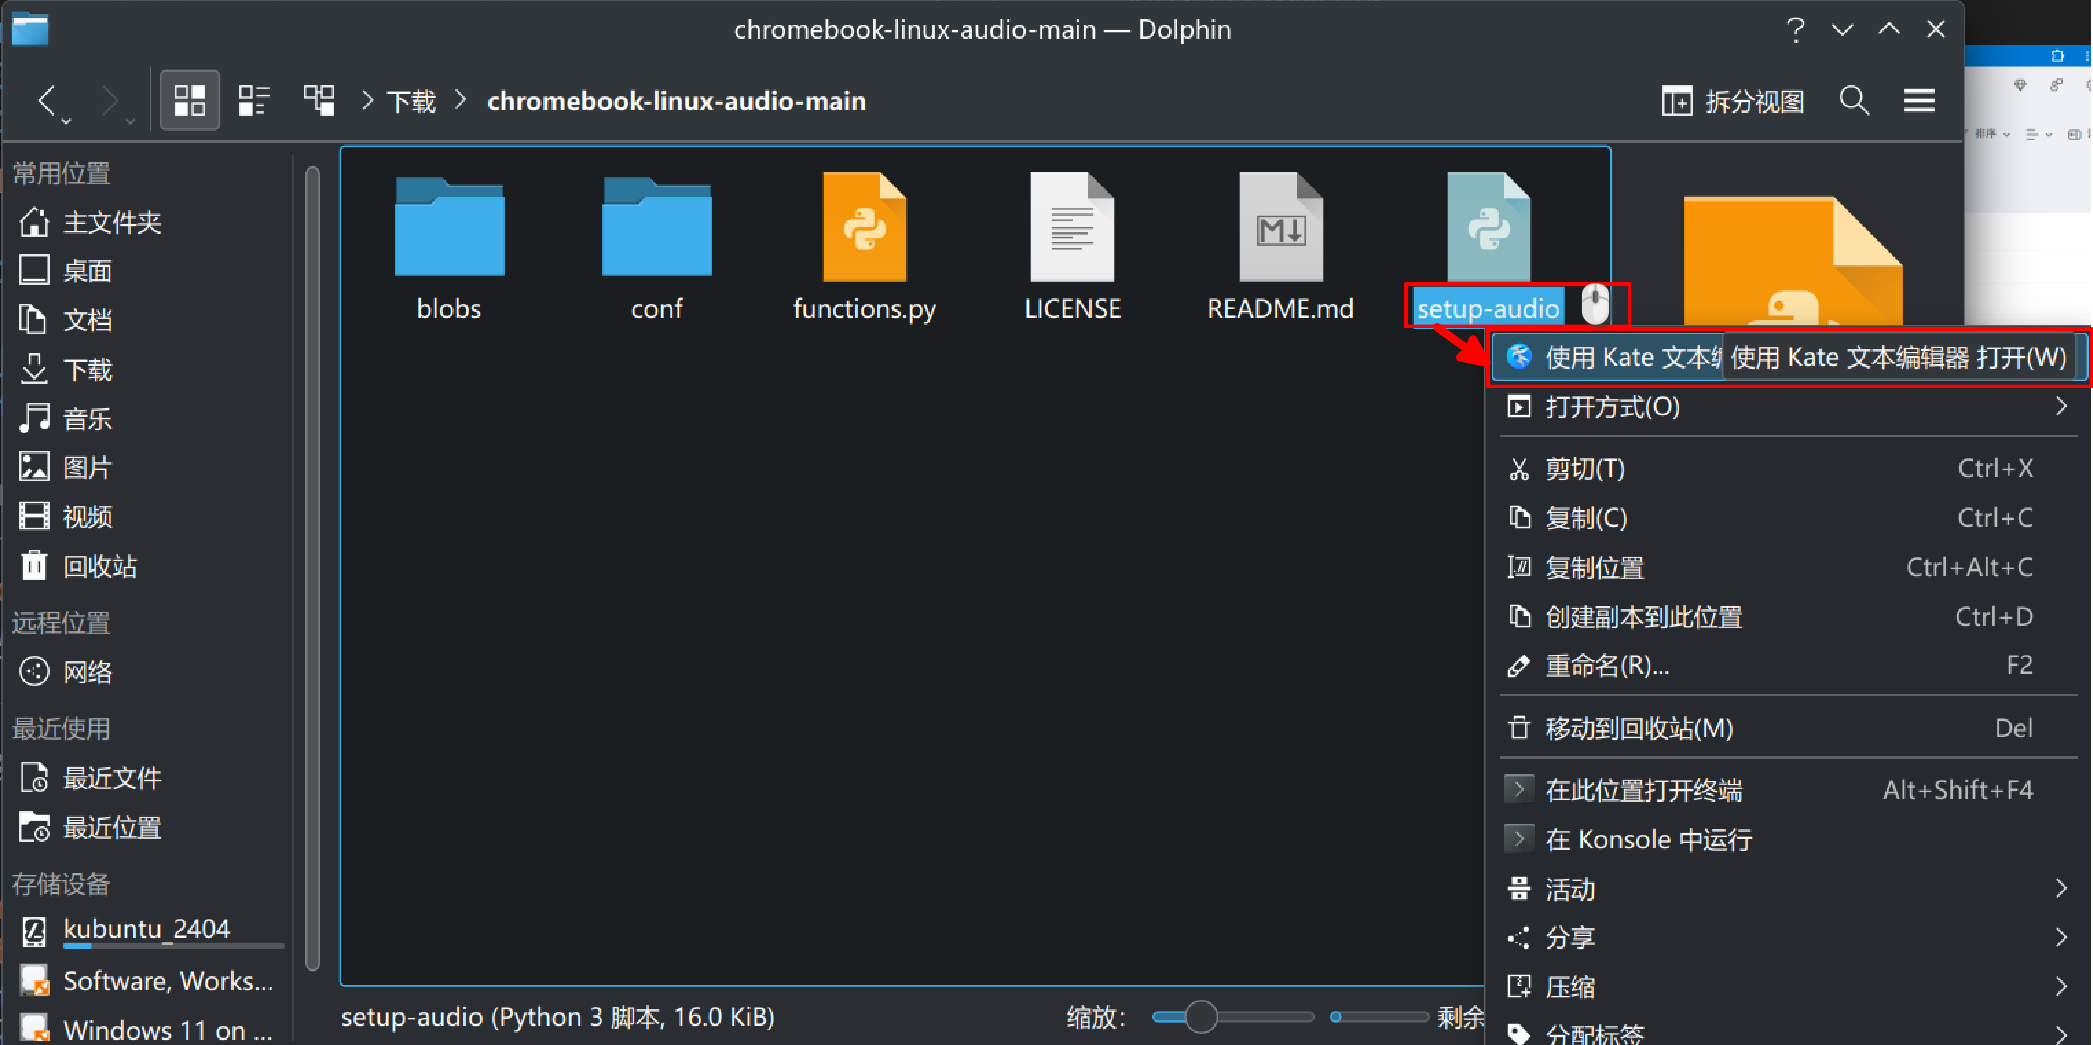 chromebook-linux-audio-main — Dolphin
下载
chromebook-linux-audio-main
拆分视图
排序
常用位置
主文件夹
桌面
文档
下载
音乐
图片
视频
回收站
远程位置
网络
最近使用
最近文件
最近位置
存储设备
kubuntu_2404
Software, Works...
Windows 11 on ...
blobs
conf
functions.py
LICENSE
README.md
M↓
setup-audio
使用 Kate 文本编
使用 Kate 文本编辑器 打开(W)
打开方式(O)
剪切(T) Ctrl+X
复制(C) Ctrl+C
复制位置 Ctrl+Alt+C
创建副本到此位置 Ctrl+D
重命名(R)... F2
移动到回收站(M) Del
在此位置打开终端 Alt+Shift+F4
在 Konsole 中运行
活动
分享
压缩
分配标签
setup-audio (Python 3 脚本, 16.0 KiB)
缩放：
剩余